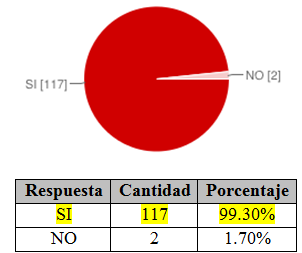 NO [2]
SI [117]
Respuesta Cantidad Porcentaje
SI 117 99.30%
NO 2 1.70%